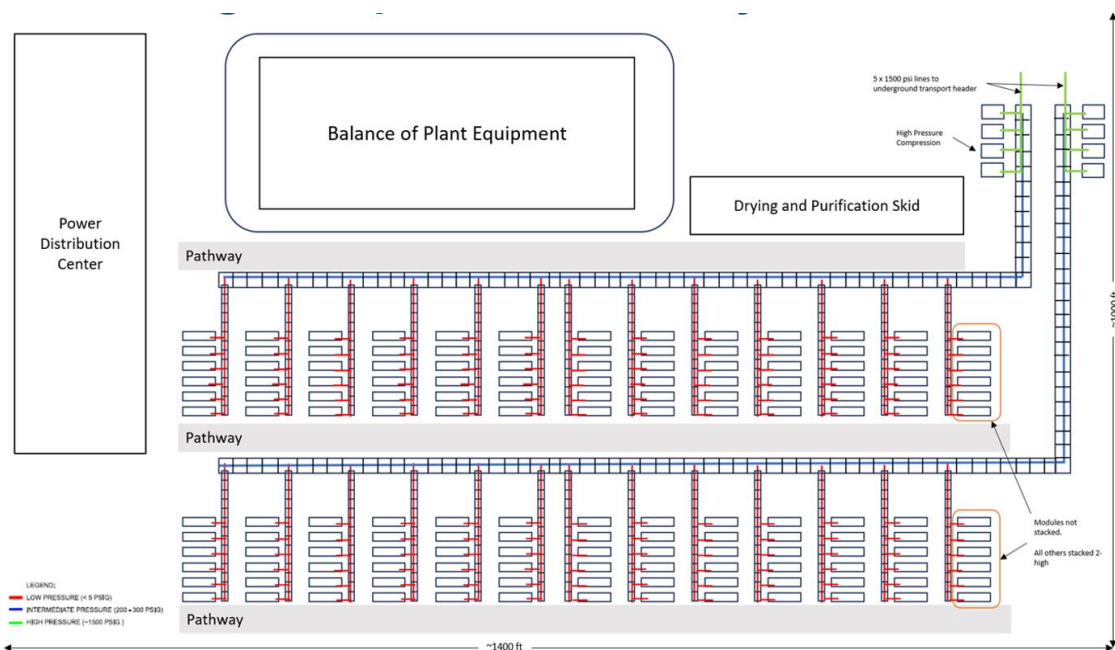 5 x 1500 psi lines to
underground transport header
High Pressure
Compression
Balance of Plant Equipment
Power
Distribution
Center
Drying and Purification Skid
Pathway
~1000 ft
Pathway
Modules not
stacked.
All others stacked 2-
high
LEGEND;
LOW PRESSURE (< 5 PSIG)
INTERMEDIATE PRESSURE (200 - 300 PSIG)
HIGH PRESSURE (~1500 PSIG )
Pathway
~1400 ft